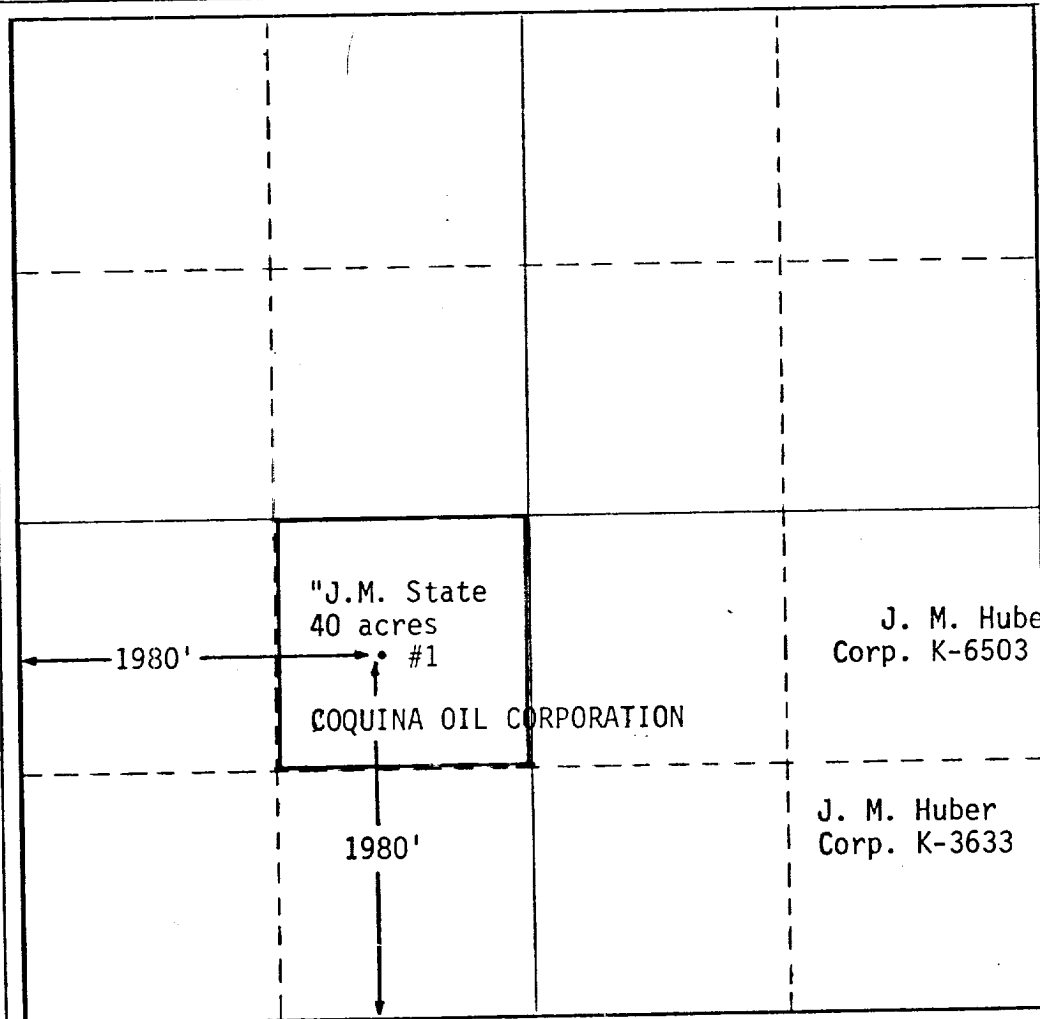 "J.M. State
40 acres
#1
1980'
COQUINA OIL CORPORATION
1980'
J. M. Hube
Corp. K-6503
J. M. Huber
Corp. K-3633